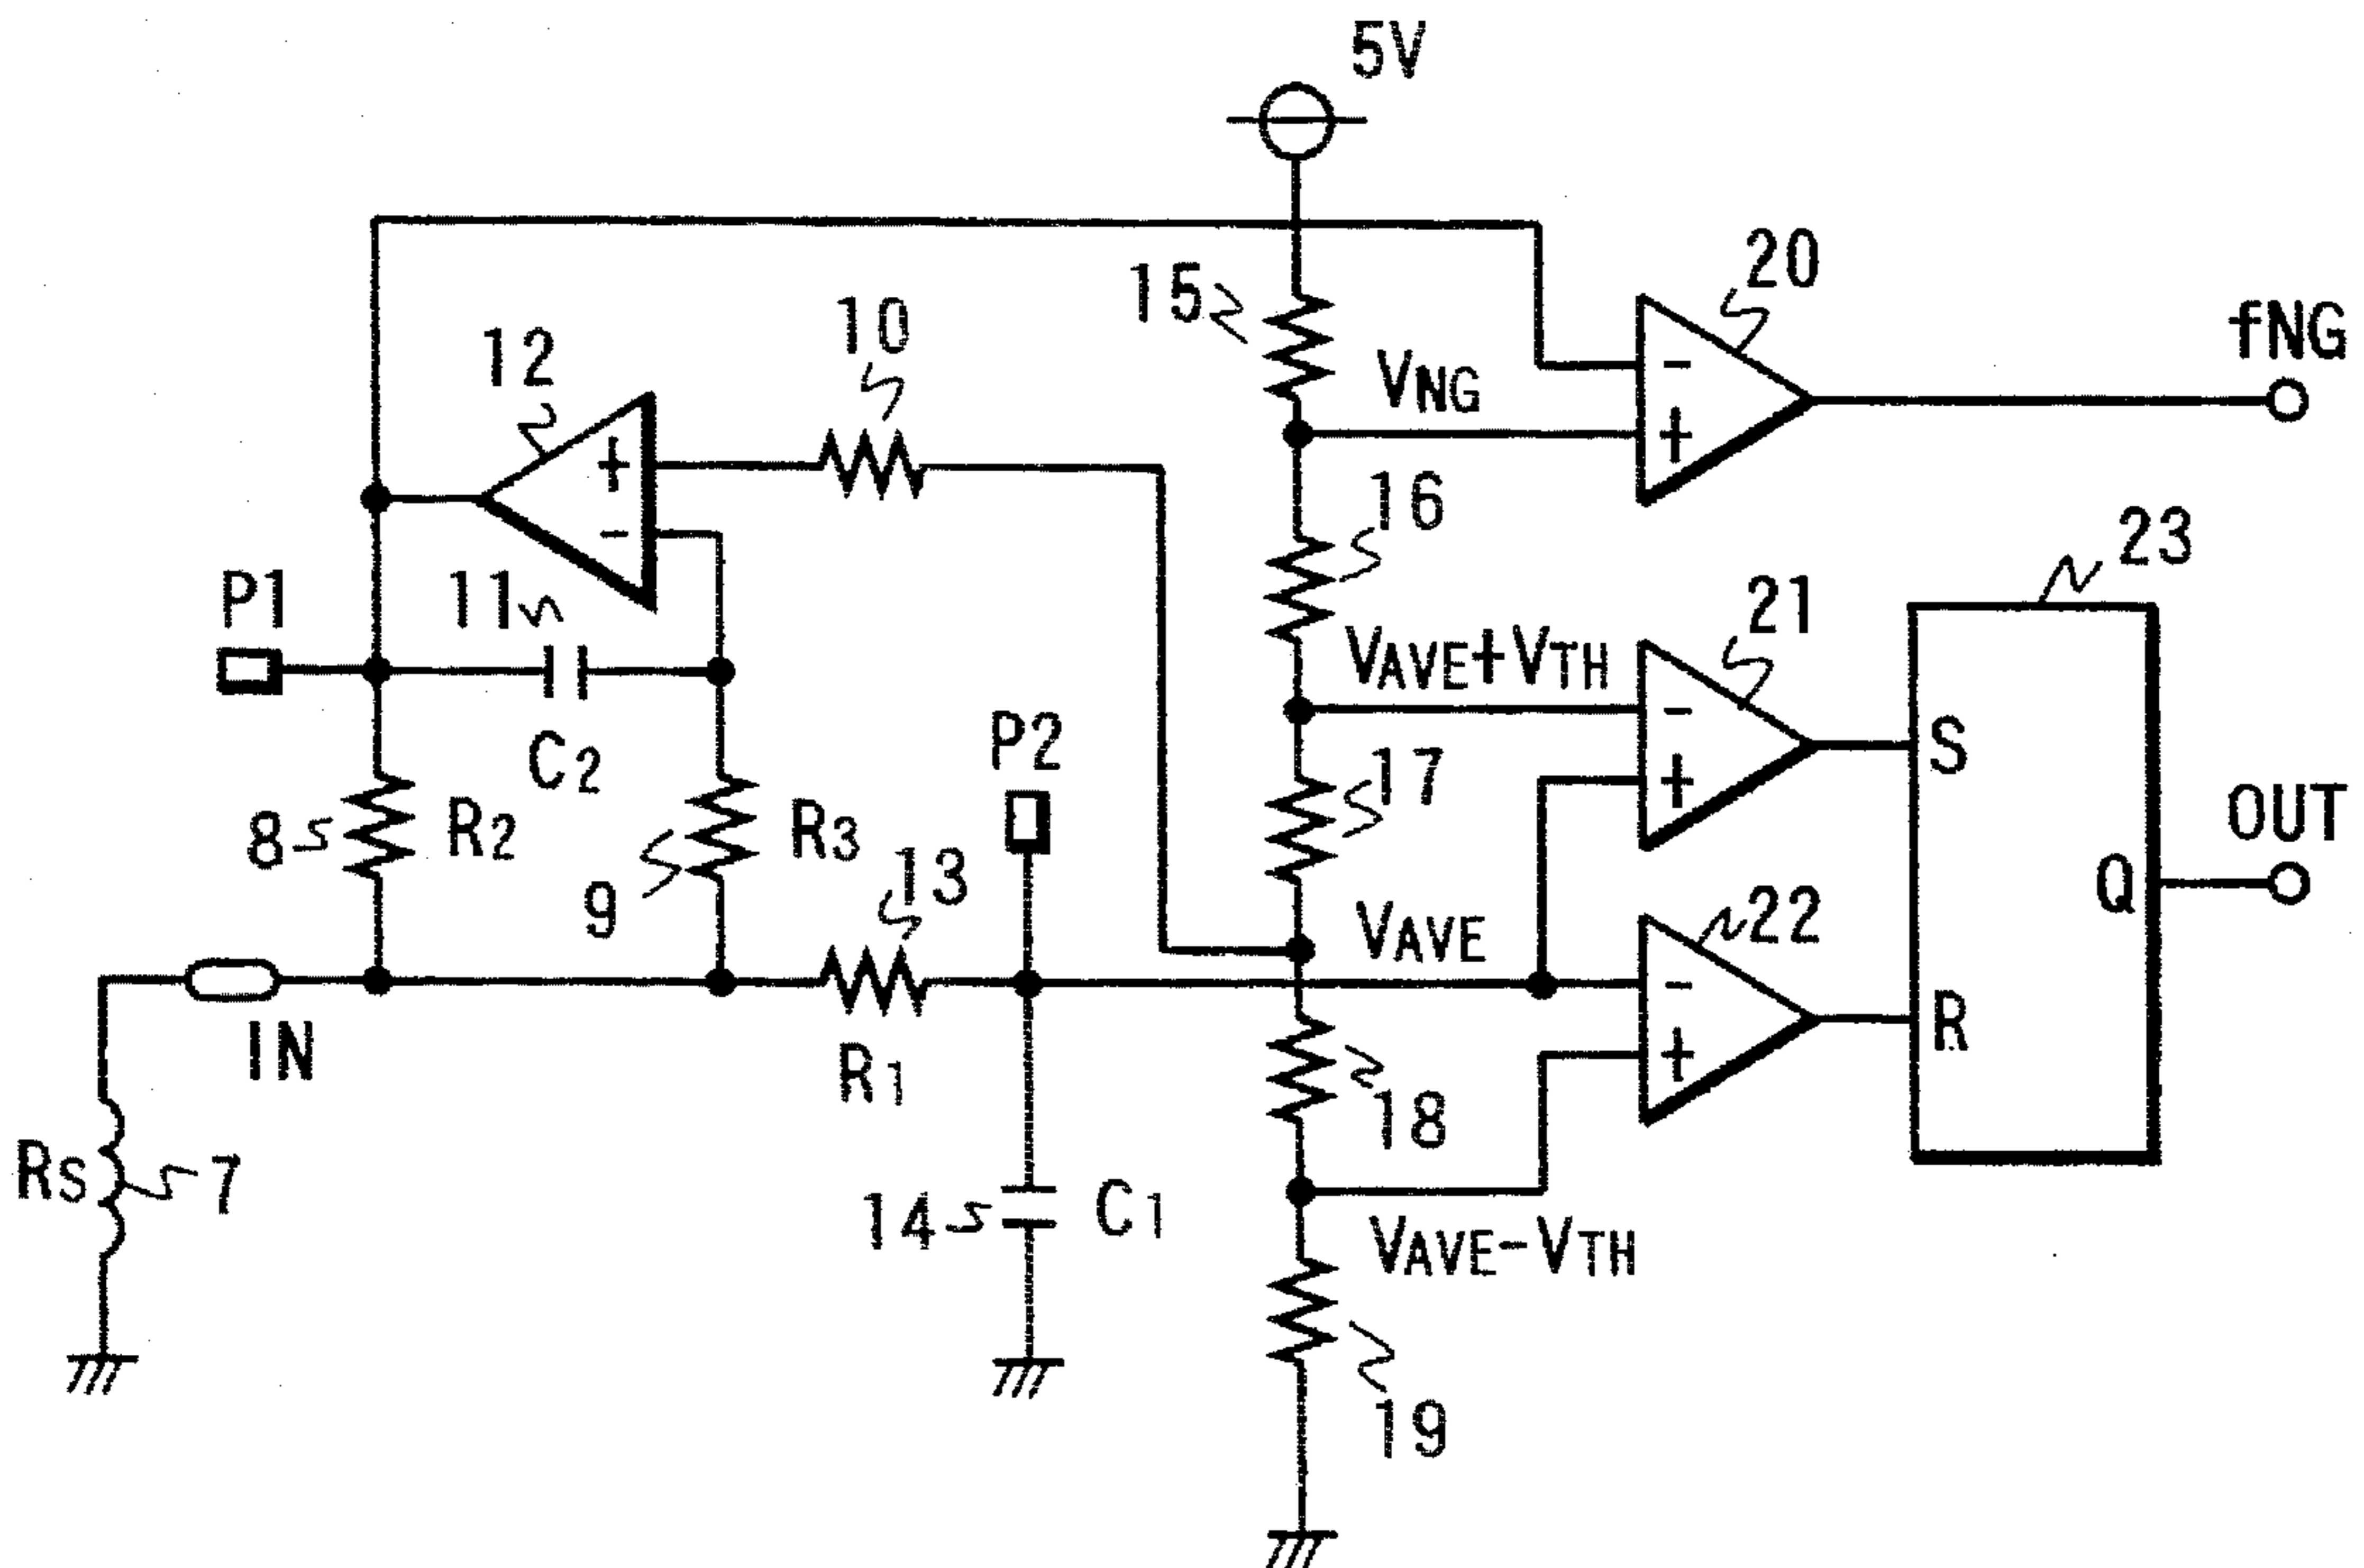 5V
15
20
10
12
VNG
fNG
-
+
+
-
16
23
P1
11
21
VAVE+VTH
P2
C2
-
+
S
17
8
R2
R3
13
9
OUT
Q
VAVE
22
-
+
R
IN
R1
18
RS
7
14
C1
VAVE-VTH
19